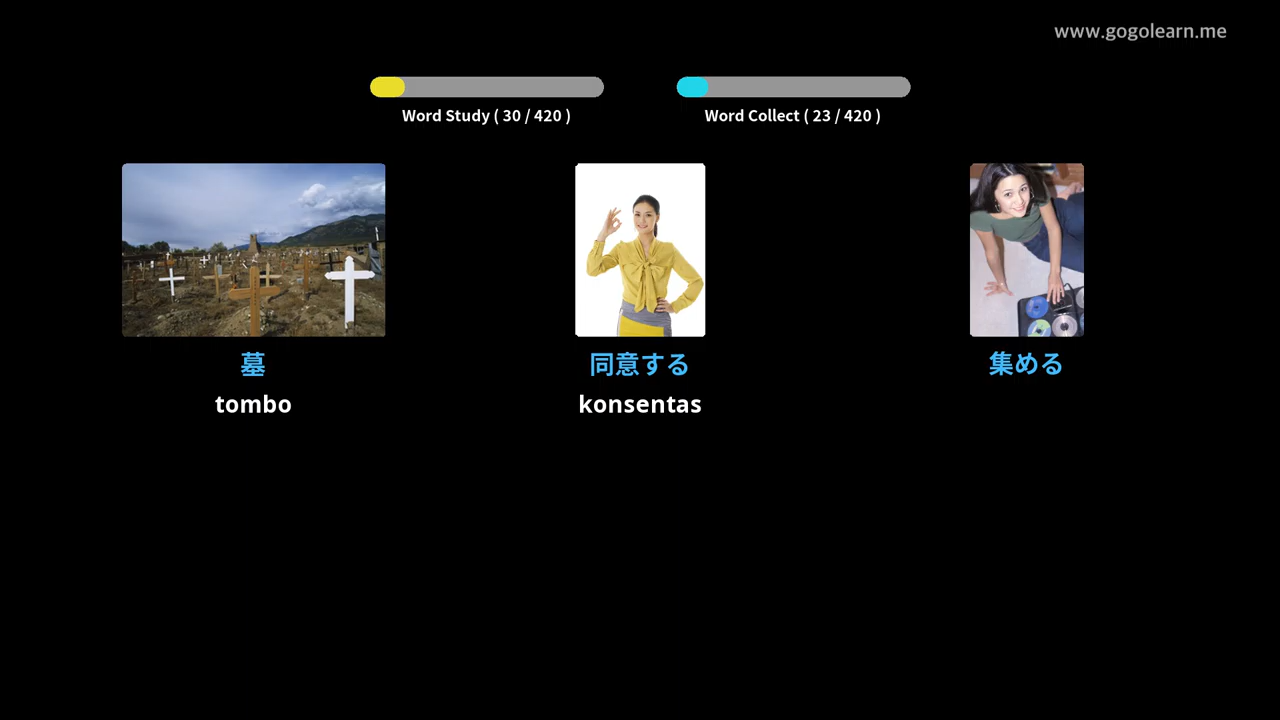 www.gogolearn.me
Word Study ( 30 / 420 )
Word Collect ( 23 / 420 )
墓
同意する
集める
tombo
konsentas